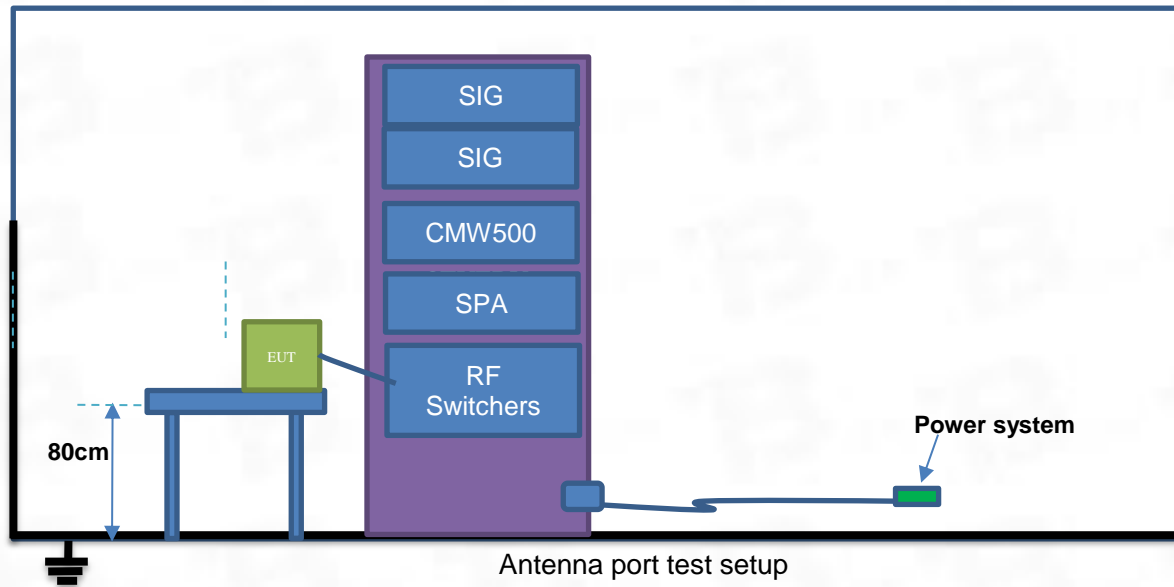 SIG
SIG
CMW500
SPA
EUT
RF
Switchers
Power system
80cm
Antenna port test setup